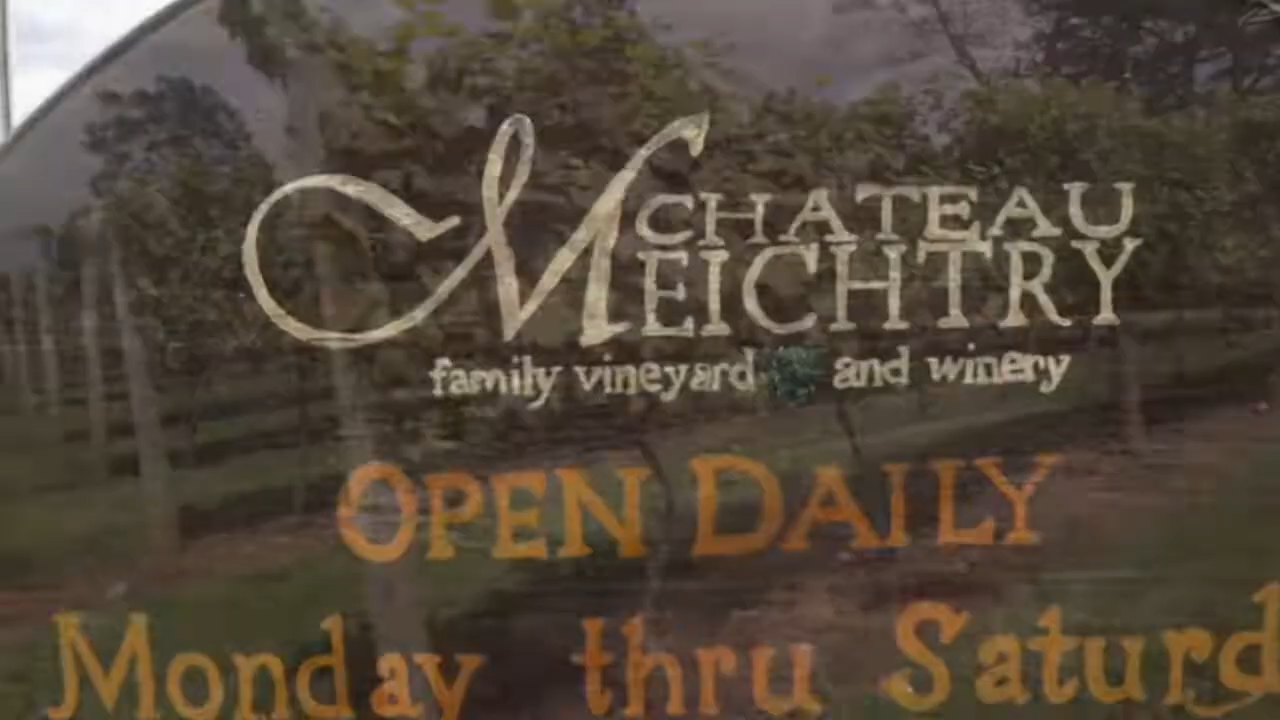 CHATEAU
MEICHTRY
family vineyard and winery
OPEN DAILY
Monday thru Saturd